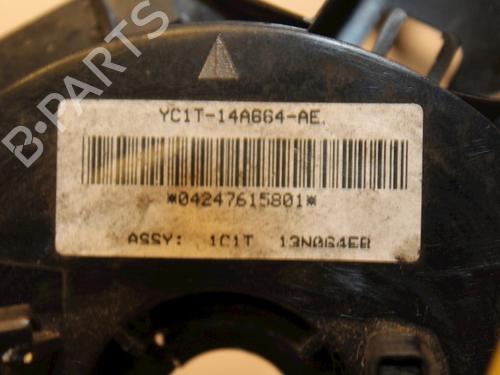 YC1T-14A664-AE.
*04247615801*
ASSY: 1C1T 13N064EB
B-PARTS